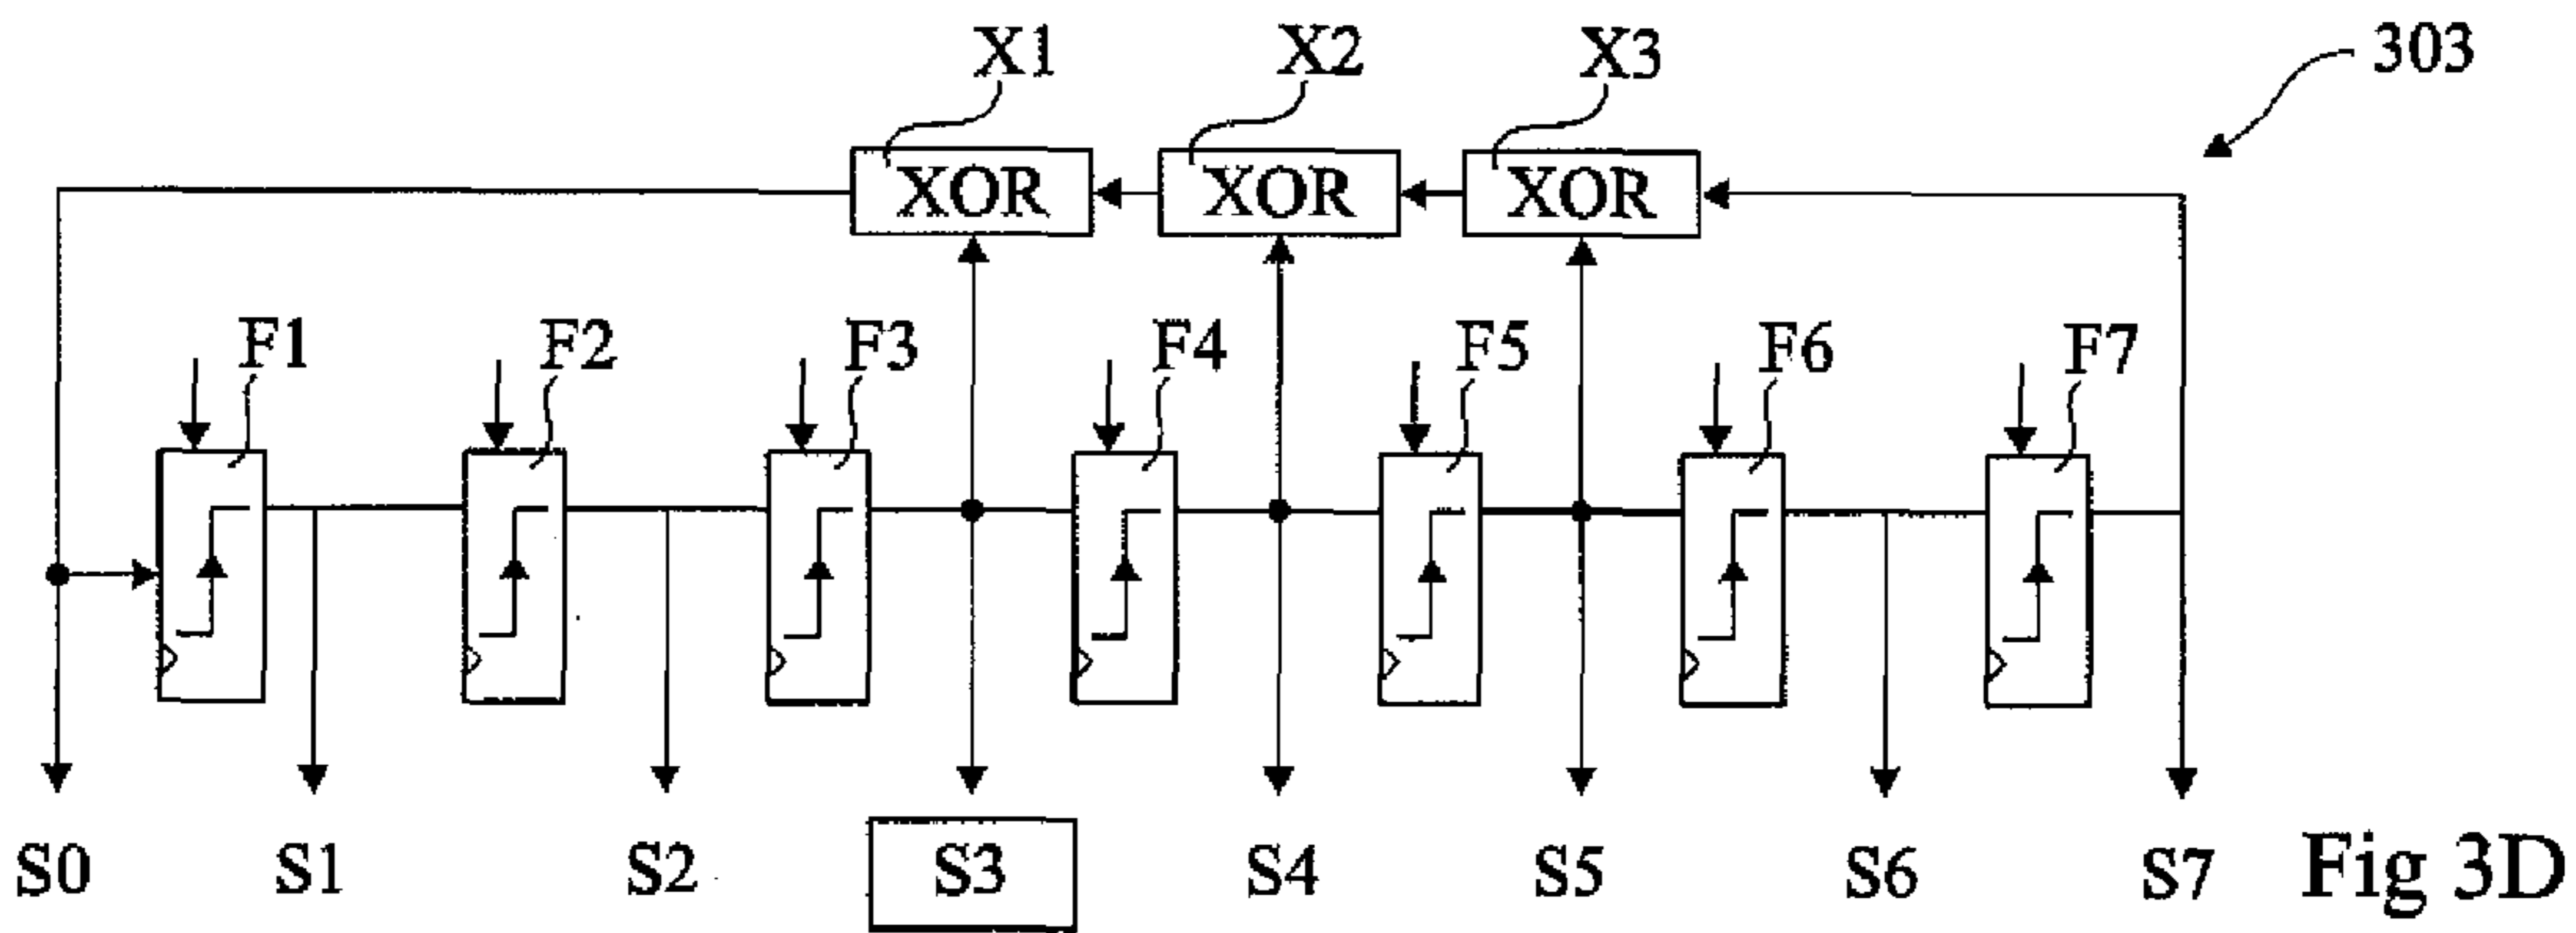 X1 X2 X3 303
XOR XOR XOR
F1 F2 F3 F4 F5 F6 F7
S0 S1 S2 S3 S4 S5 S6 S7 Fig 3D